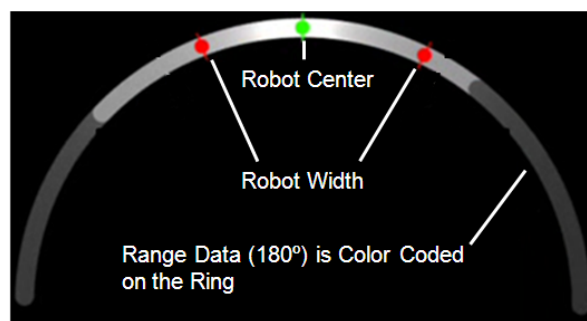 Robot Center
Robot Width
Range Data (180º) is Color Coded
on the Ring